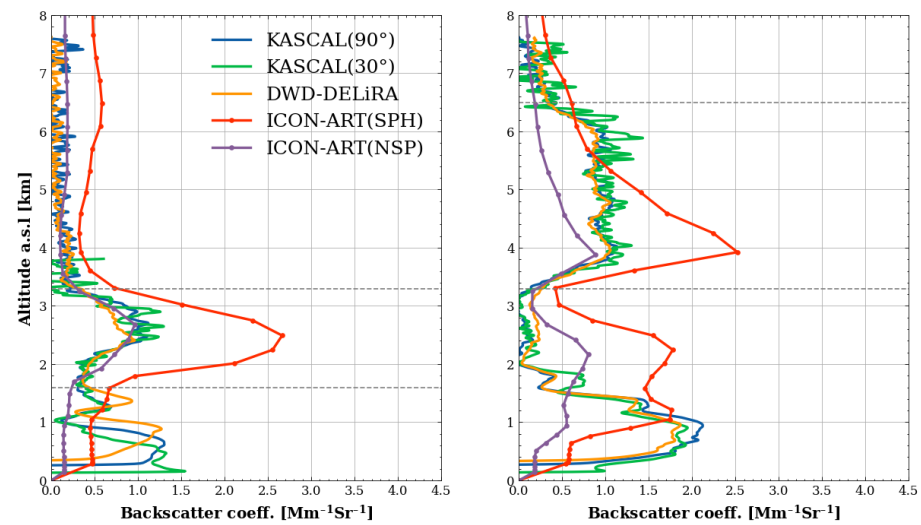 8
7
6
5
4
3
2
1
0
Altitude a.s.l [km]
KASCAL(90°)
KASCAL(30°)
DWD-DELiRA
ICON-ART(SPH)
ICON-ART(NSP)
0.0 0.5 1.0 1.5 2.0 2.5 3.0 3.5 4.0 4.5
Backscatter coeff. [Mm⁻¹Sr⁻¹]
8
7
6
5
4
3
2
1
0
0.0 0.5 1.0 1.5 2.0 2.5 3.0 3.5 4.0 4.5
Backscatter coeff. [Mm⁻¹Sr⁻¹]